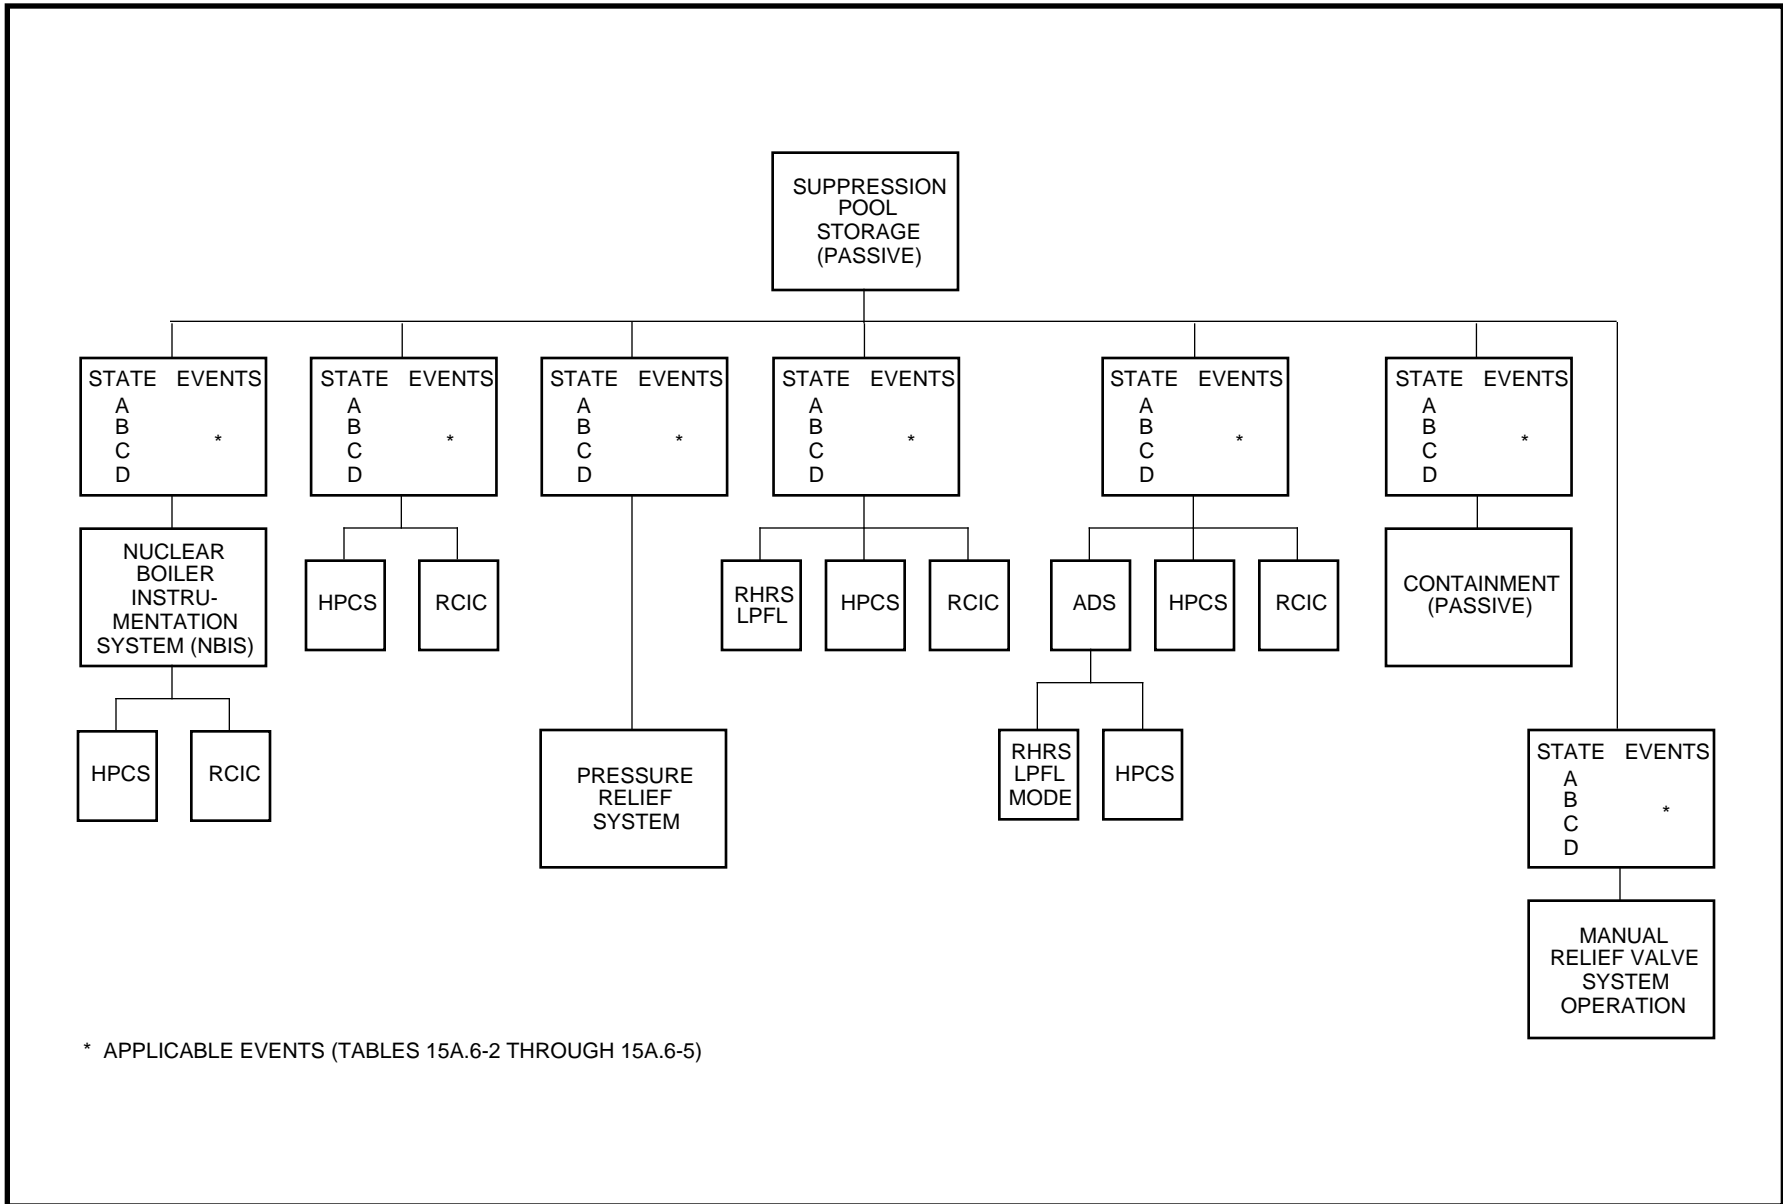 SUPPRESSION
POOL
STORAGE
(PASSIVE)
STATE EVENTS
A
B
C
D
*
STATE EVENTS
A
B
C
D
*
STATE EVENTS
A
B
C
D
*
STATE EVENTS
A
B
C
D
*
STATE EVENTS
A
B
C
D
*
STATE EVENTS
A
B
C
D
*
NUCLEAR
BOILER
INSTRU-
MENTATION
SYSTEM (NBIS)
HPCS
RCIC
RHRS
LPFL
HPCS
RCIC
ADS
HPCS
RCIC
CONTAINMENT
(PASSIVE)
HPCS
RCIC
PRESSURE
RELIEF
SYSTEM
RHRS
LPFL
MODE
HPCS
STATE EVENTS
A
B
C
D
*
MANUAL
RELIEF VALVE
SYSTEM
OPERATION
* APPLICABLE EVENTS (TABLES 15A.6-2 THROUGH 15A.6-5)